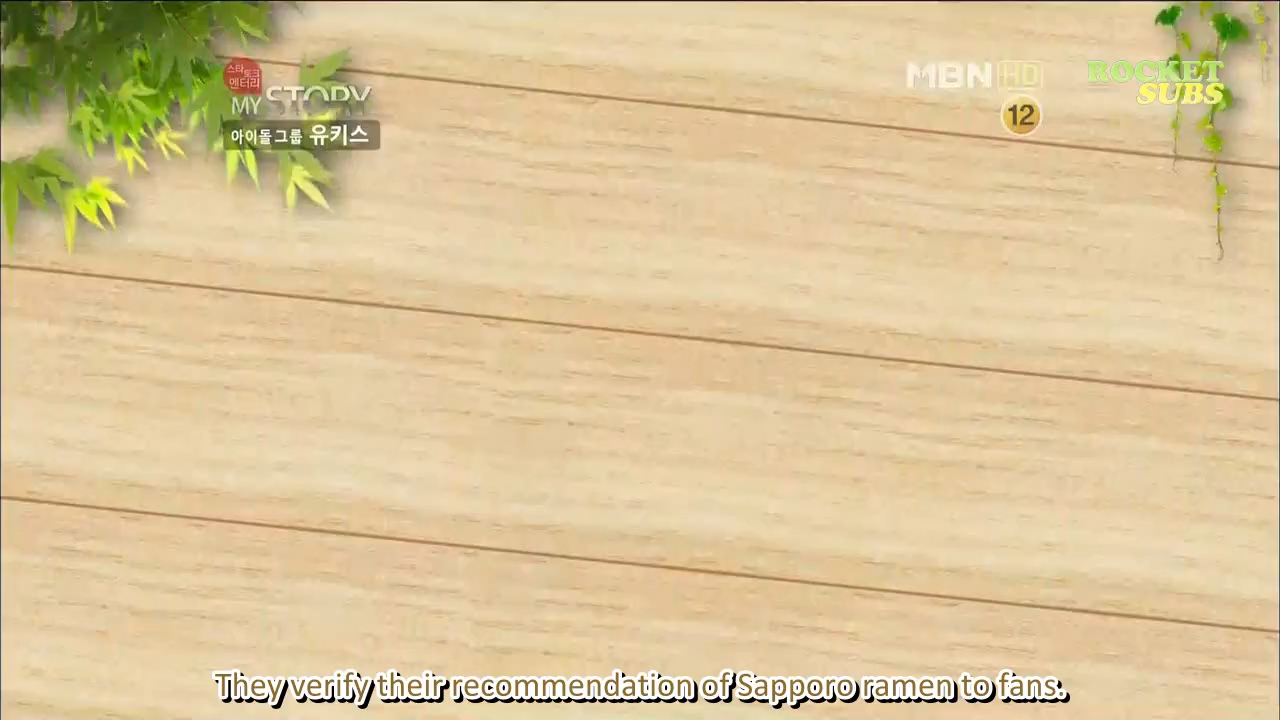 스타
토크
엔터리
MY STORY
아이돌 그룹 유키스
MBN HD
12
ROCKET
SUBS
They verify their recommendation of Sapporo ramen to fans.